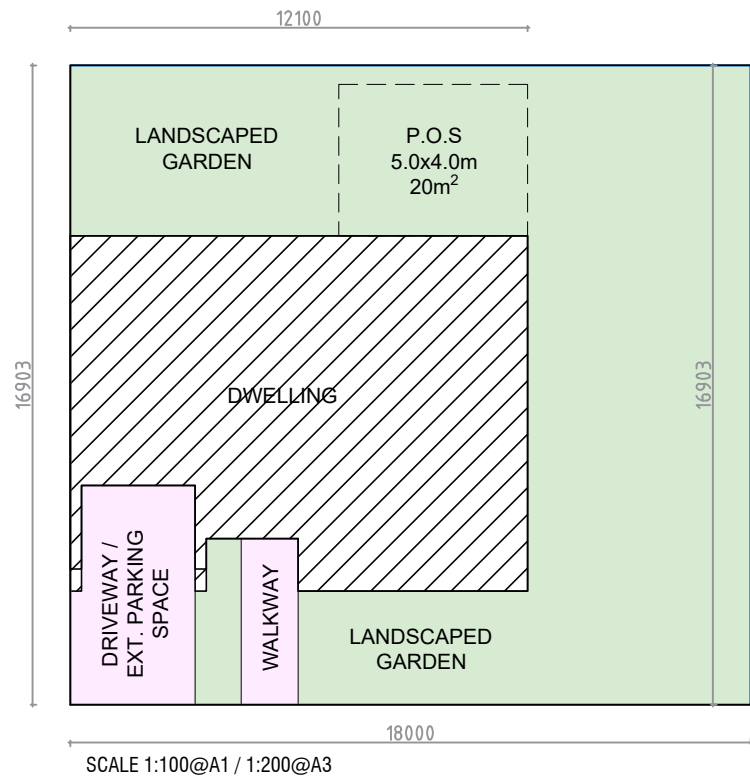 12100
LANDSCAPED
GARDEN
P.O.S
5.0x4.0m
20m²
16903
16903
DWELLING
DRIVEWAY /
EXT. PARKING
SPACE
WALKWAY
LANDSCAPED
GARDEN
18000
SCALE 1:100@A1 / 1:200@A3